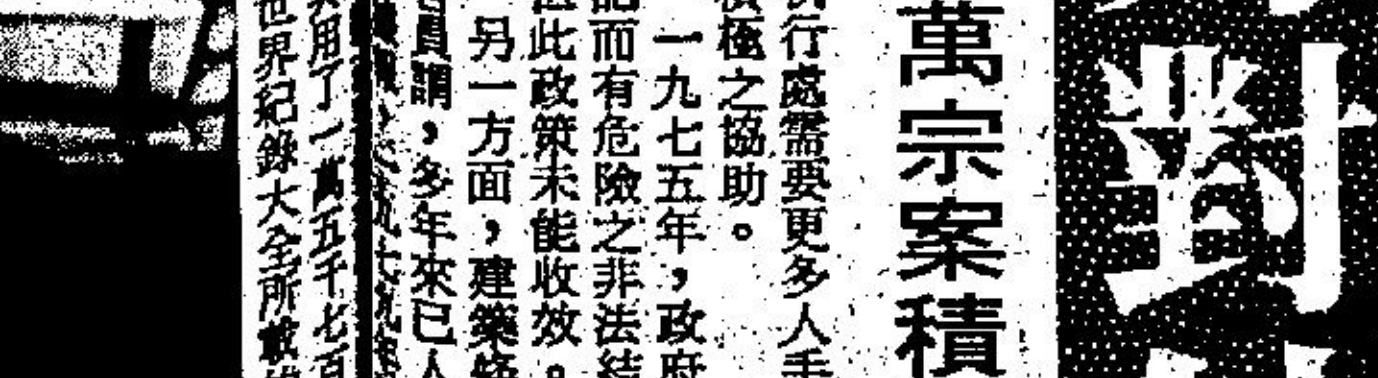 對
萬宗案積
行處需要更多人手
極之協助。
一九七五年，政府
而有危險之非法結
此政策未能收效。
另一方面，建築
員謂，多年來已人
用了一萬五千七百
世界紀錄大全所載